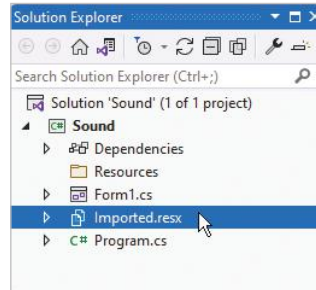 Solution Explorer
Search Solution Explorer (Ctrl+;)
Solution 'Sound' (1 of 1 project)
C# Sound
Dependencies
Resources
Form1.cs
Imported.resx
C# Program.cs